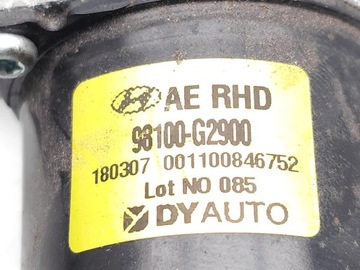 AE RHD
98100-G2900
180307 001100846752
Lot NO 085
DYAUTO